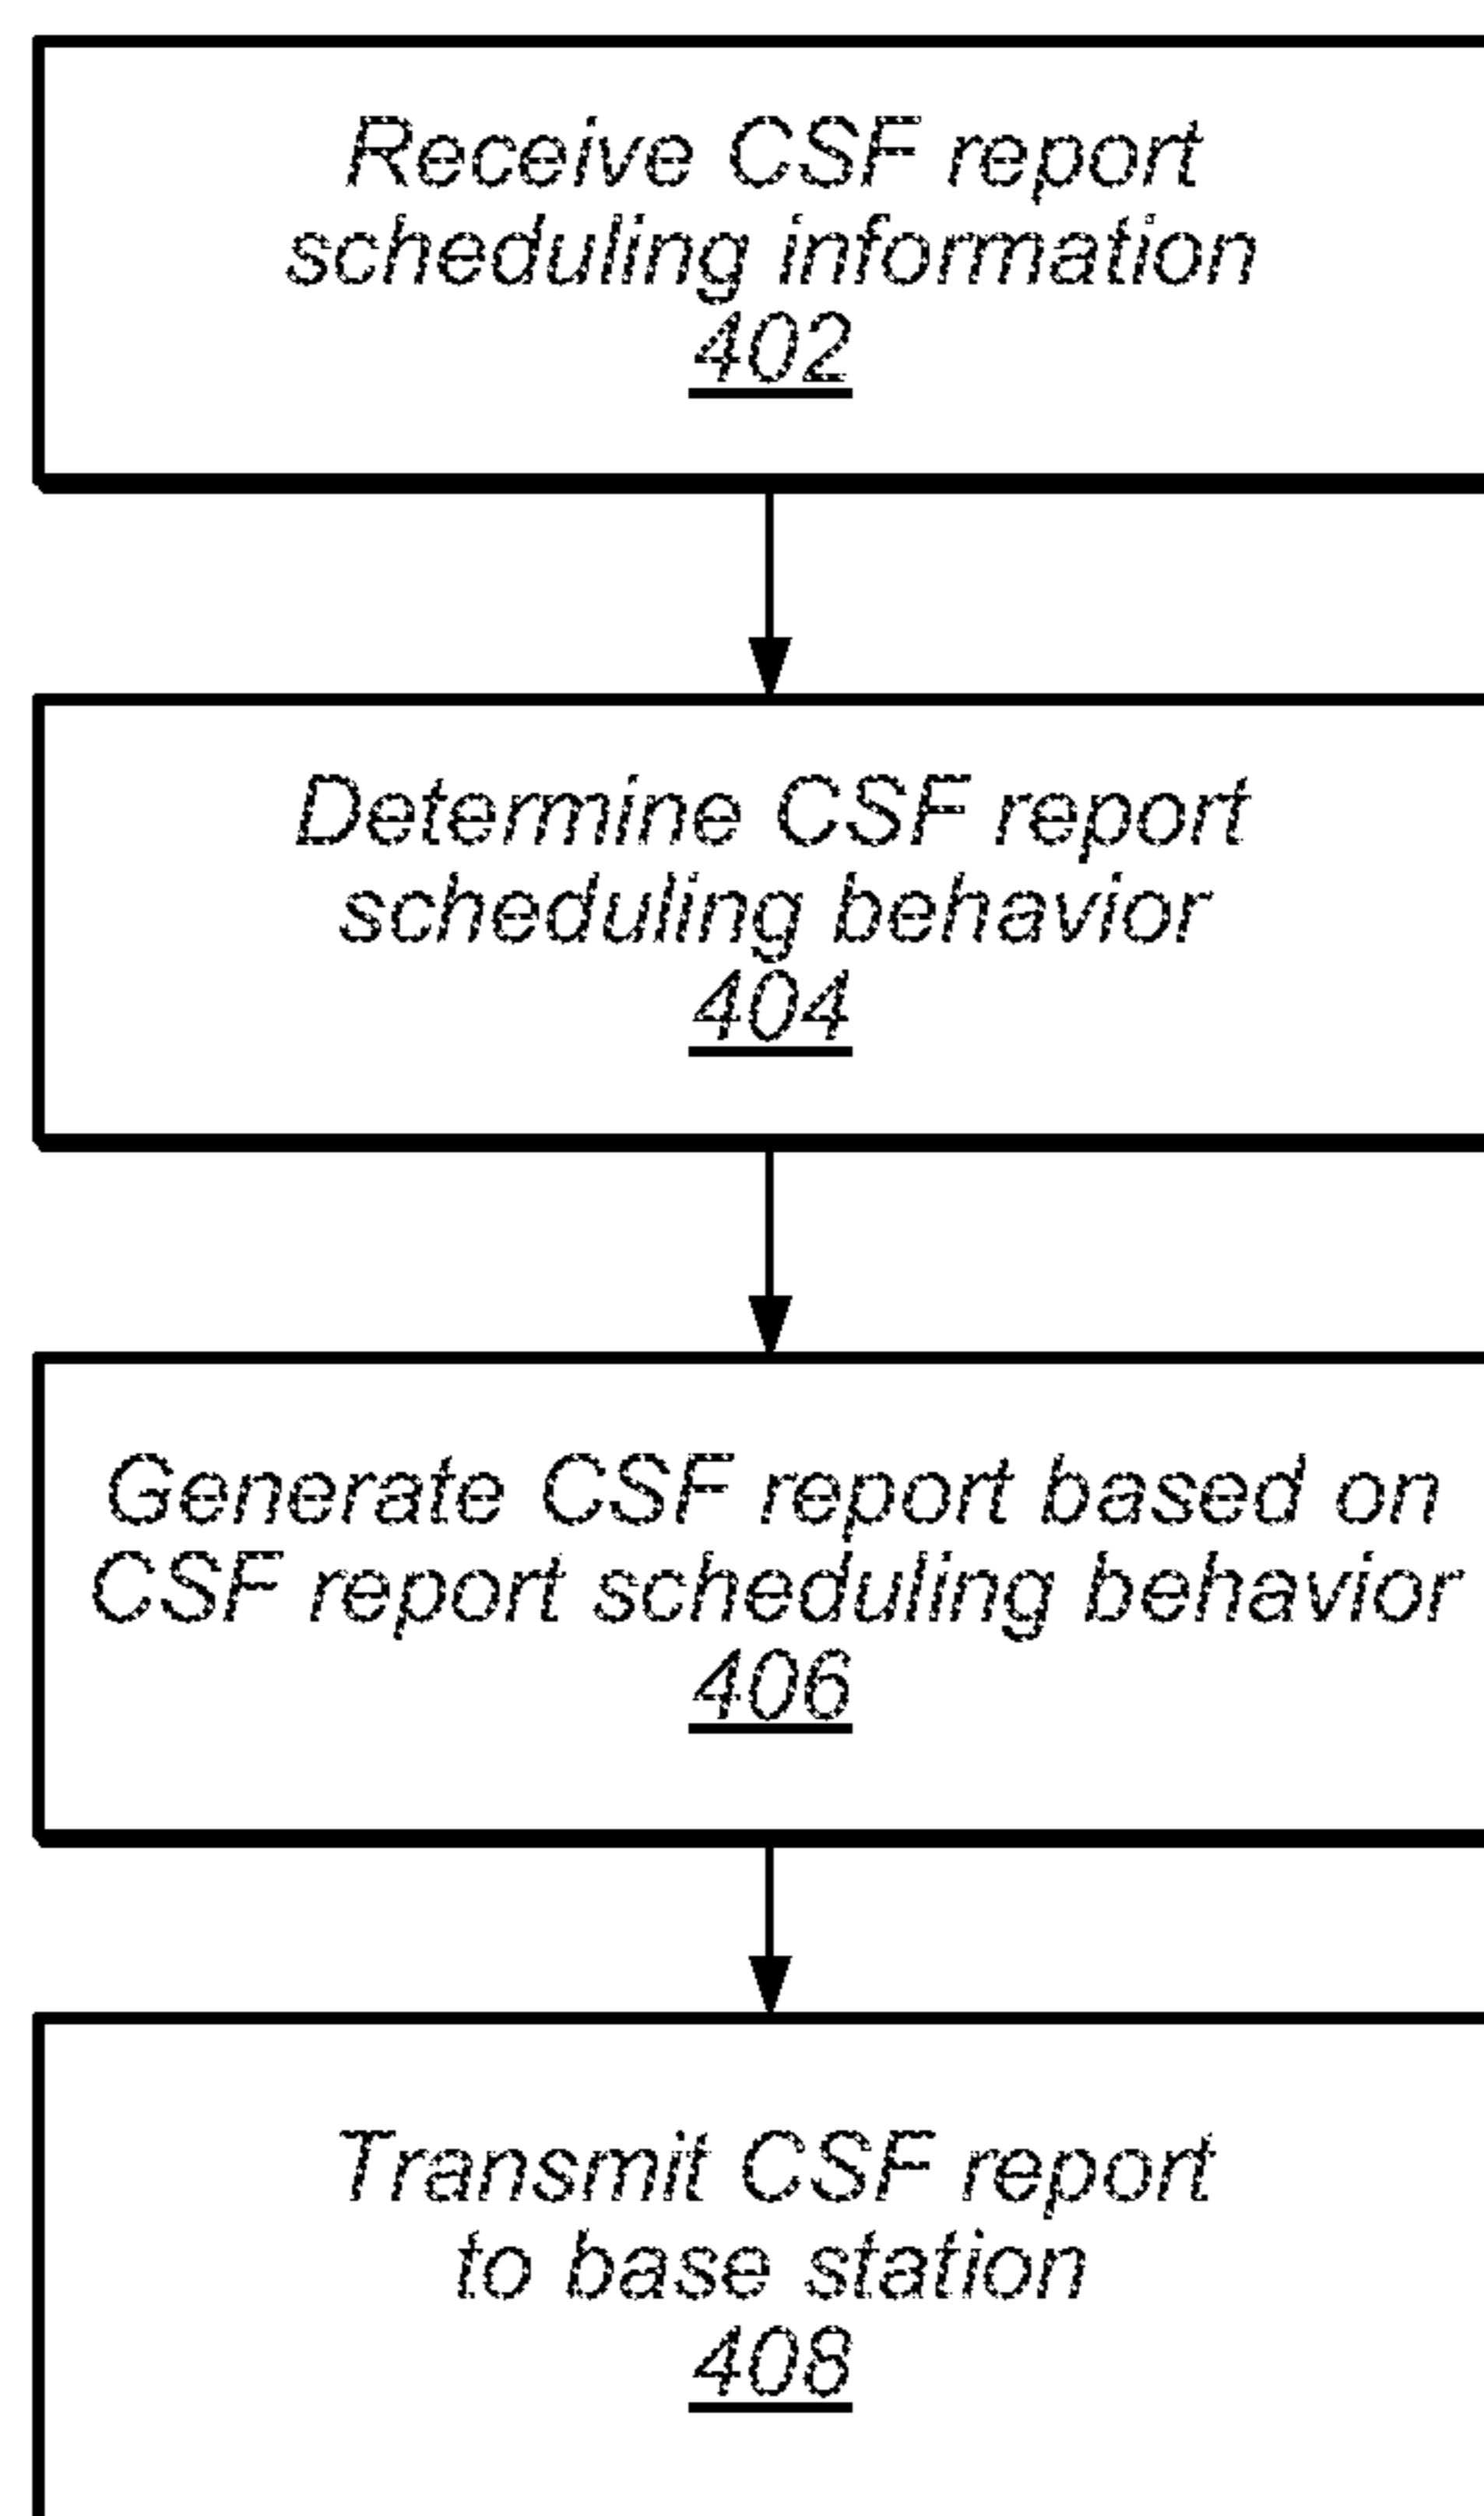 Receive CSF report
scheduling information
402
Determine CSF report
scheduling behavior
404
Generate CSF report based on
CSF report scheduling behavior
406
Transmit CSF report
to base station
408